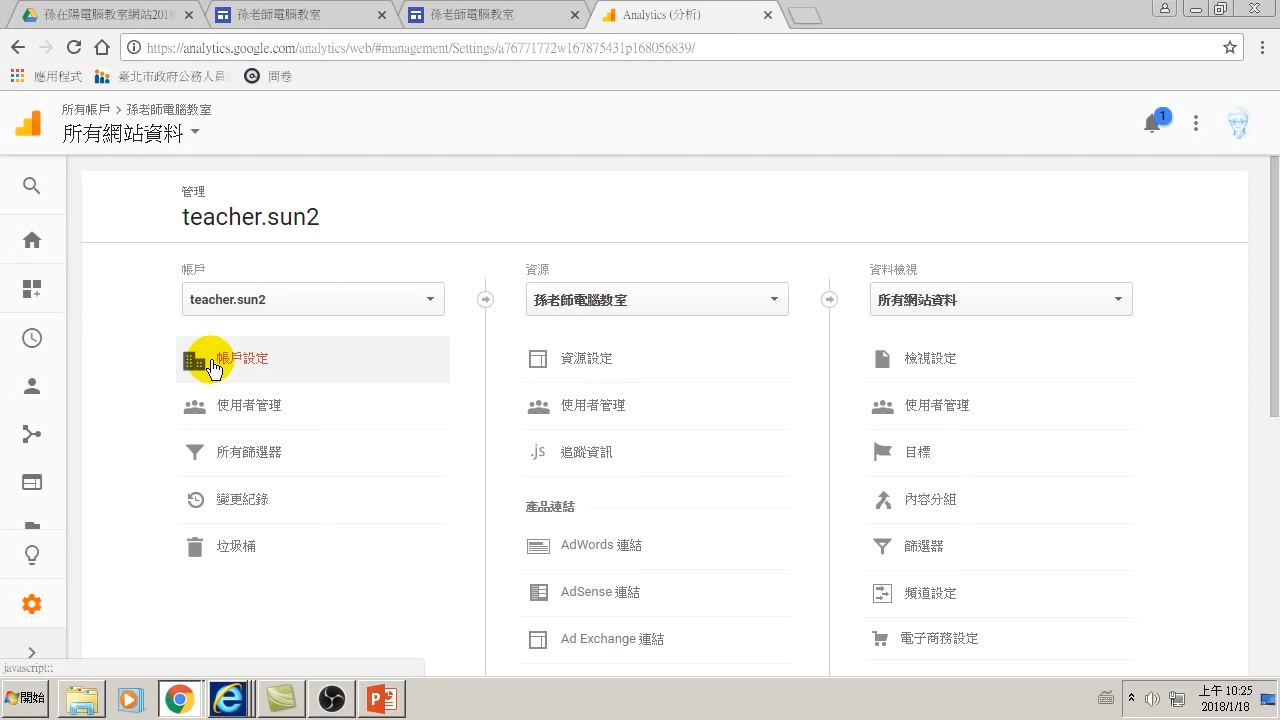 孫在陽電腦教室網站2018
孫老師電腦教室
孫老師電腦教室
Analytics (分析)
https://analytics.google.com/analytics/web/#management/Settings/a76771772w167875431p168056839/
應用程式
臺北市政府公務人員
問卷
所有帳戶 > 孫老師電腦教室
所有網站資料
1
管理
teacher.sun2
帳戶
資源
資料檢視
teacher.sun2
孫老師電腦教室
所有網站資料
帳戶設定
資源設定
檢視設定
使用者管理
使用者管理
使用者管理
所有篩選器
.js 追蹤資訊
目標
變更紀錄
產品連結
內容分組
垃圾桶
AdWords 連結
篩選器
AdSense 連結
頻道設定
Ad Exchange 連結
電子商務設定
javascript:;
開始
上午 10:25
2018/1/18